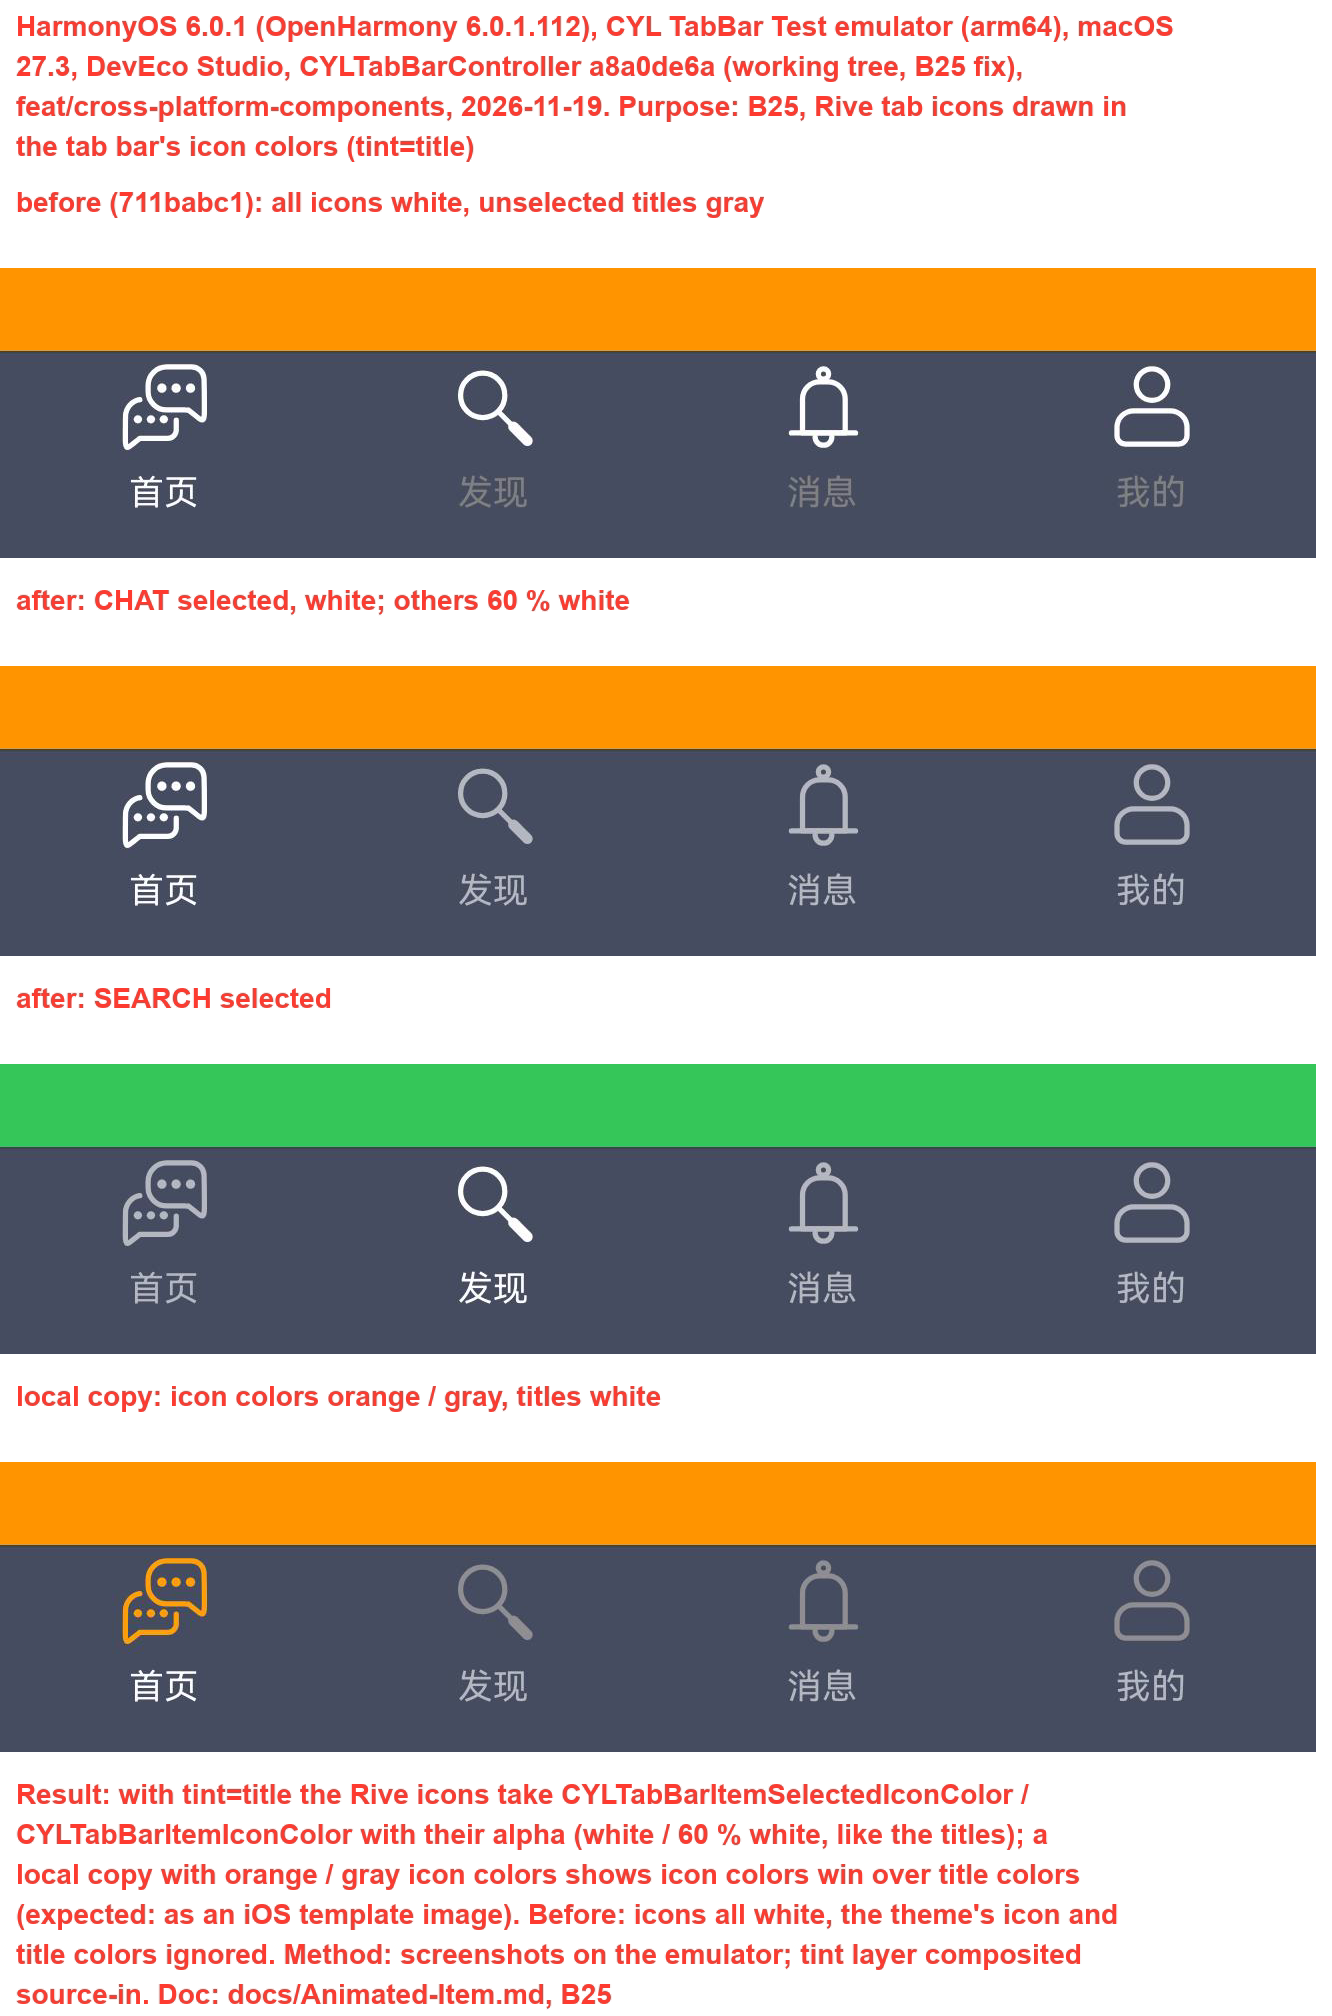 HarmonyOS 6.0.1 (OpenHarmony 6.0.1.112), CYL TabBar Test emulator (arm64), macOS
27.3, DevEco Studio, CYLTabBarController a8a0de6a (working tree, B25 fix),
feat/cross-platform-components, 2026-11-19. Purpose: B25, Rive tab icons drawn in
the tab bar's icon colors (tint=title)
before (711babc1): all icons white, unselected titles gray
首页 发现 消息 我的
after: CHAT selected, white; others 60 % white
首页 发现 消息 我的
after: SEARCH selected
首页 发现 消息 我的
local copy: icon colors orange / gray, titles white
首页 发现 消息 我的
Result: with tint=title the Rive icons take CYLTabBarItemSelectedIconColor /
CYLTabBarItemIconColor with their alpha (white / 60 % white, like the titles); a
local copy with orange / gray icon colors shows icon colors win over title colors
(expected: as an iOS template image). Before: icons all white, the theme's icon and
title colors ignored. Method: screenshots on the emulator; tint layer composited
source-in. Doc: docs/Animated-Item.md, B25